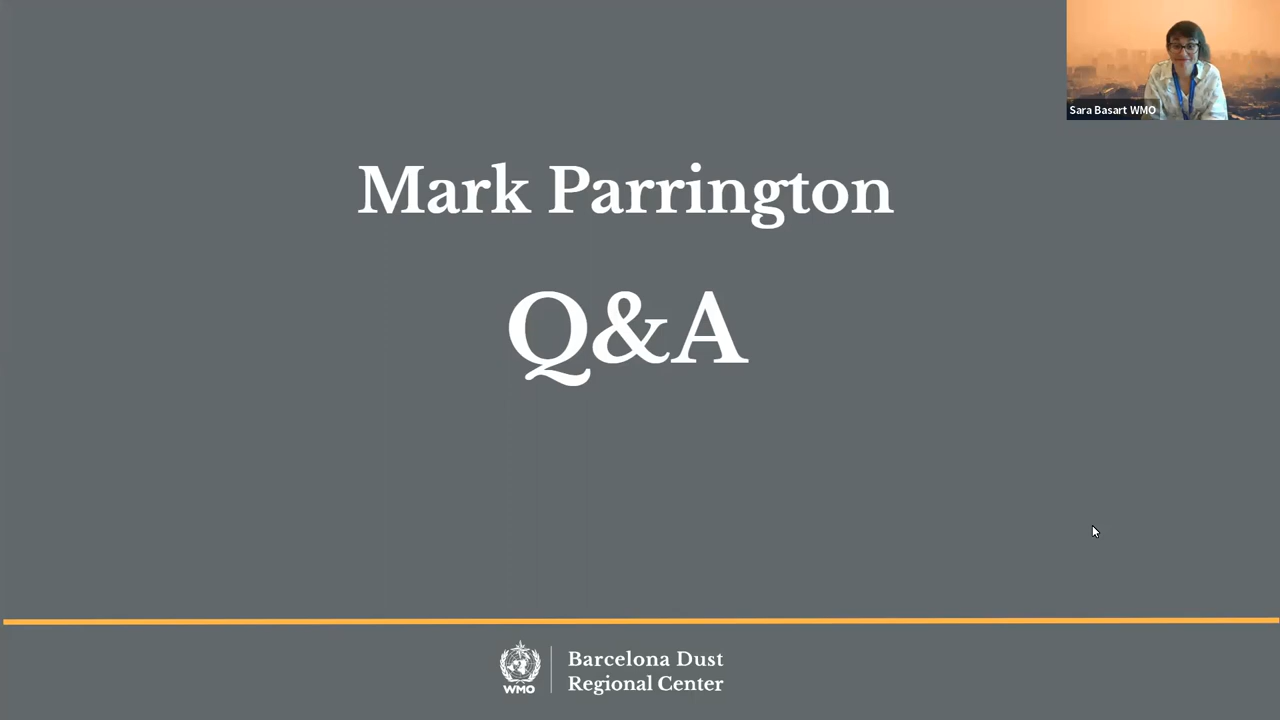 Sara Basart WMO
Mark Parrington
Q&A
WMO
Barcelona Dust
Regional Center